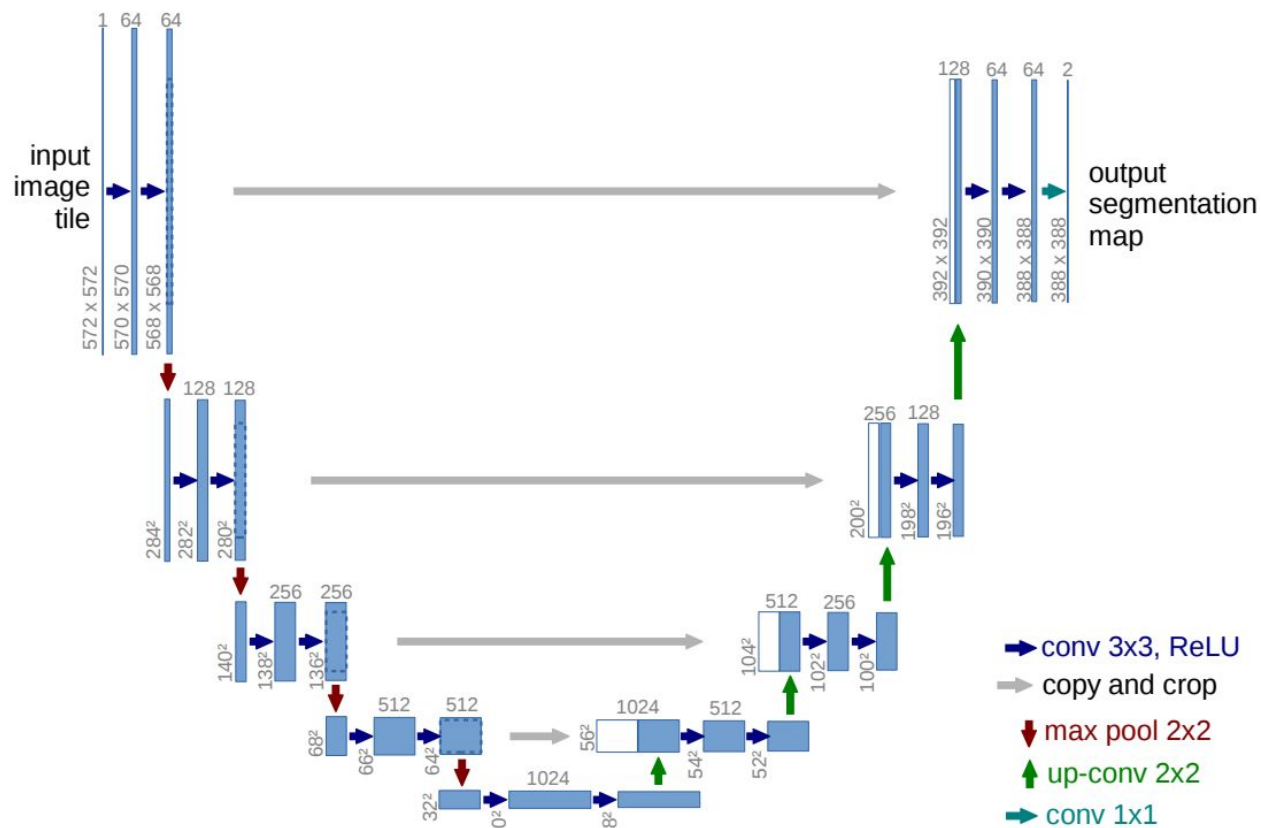 1 64 64
128 64 64 2
input
image
tile
output
segmentation
map
572 x 572
570 x 570
568 x 568
392 x 392
390 x 390
388 x 388
388 x 388
128 128
256 128
284²
282²
280²
200²
198²
196²
256 256
512 256
140²
138²
136²
104²
102²
100²
512 512
1024 512
68²
66²
64²
56²
54²
52²
1024
32²
0²
8²
conv 3x3, ReLU
copy and crop
max pool 2x2
up-conv 2x2
conv 1x1